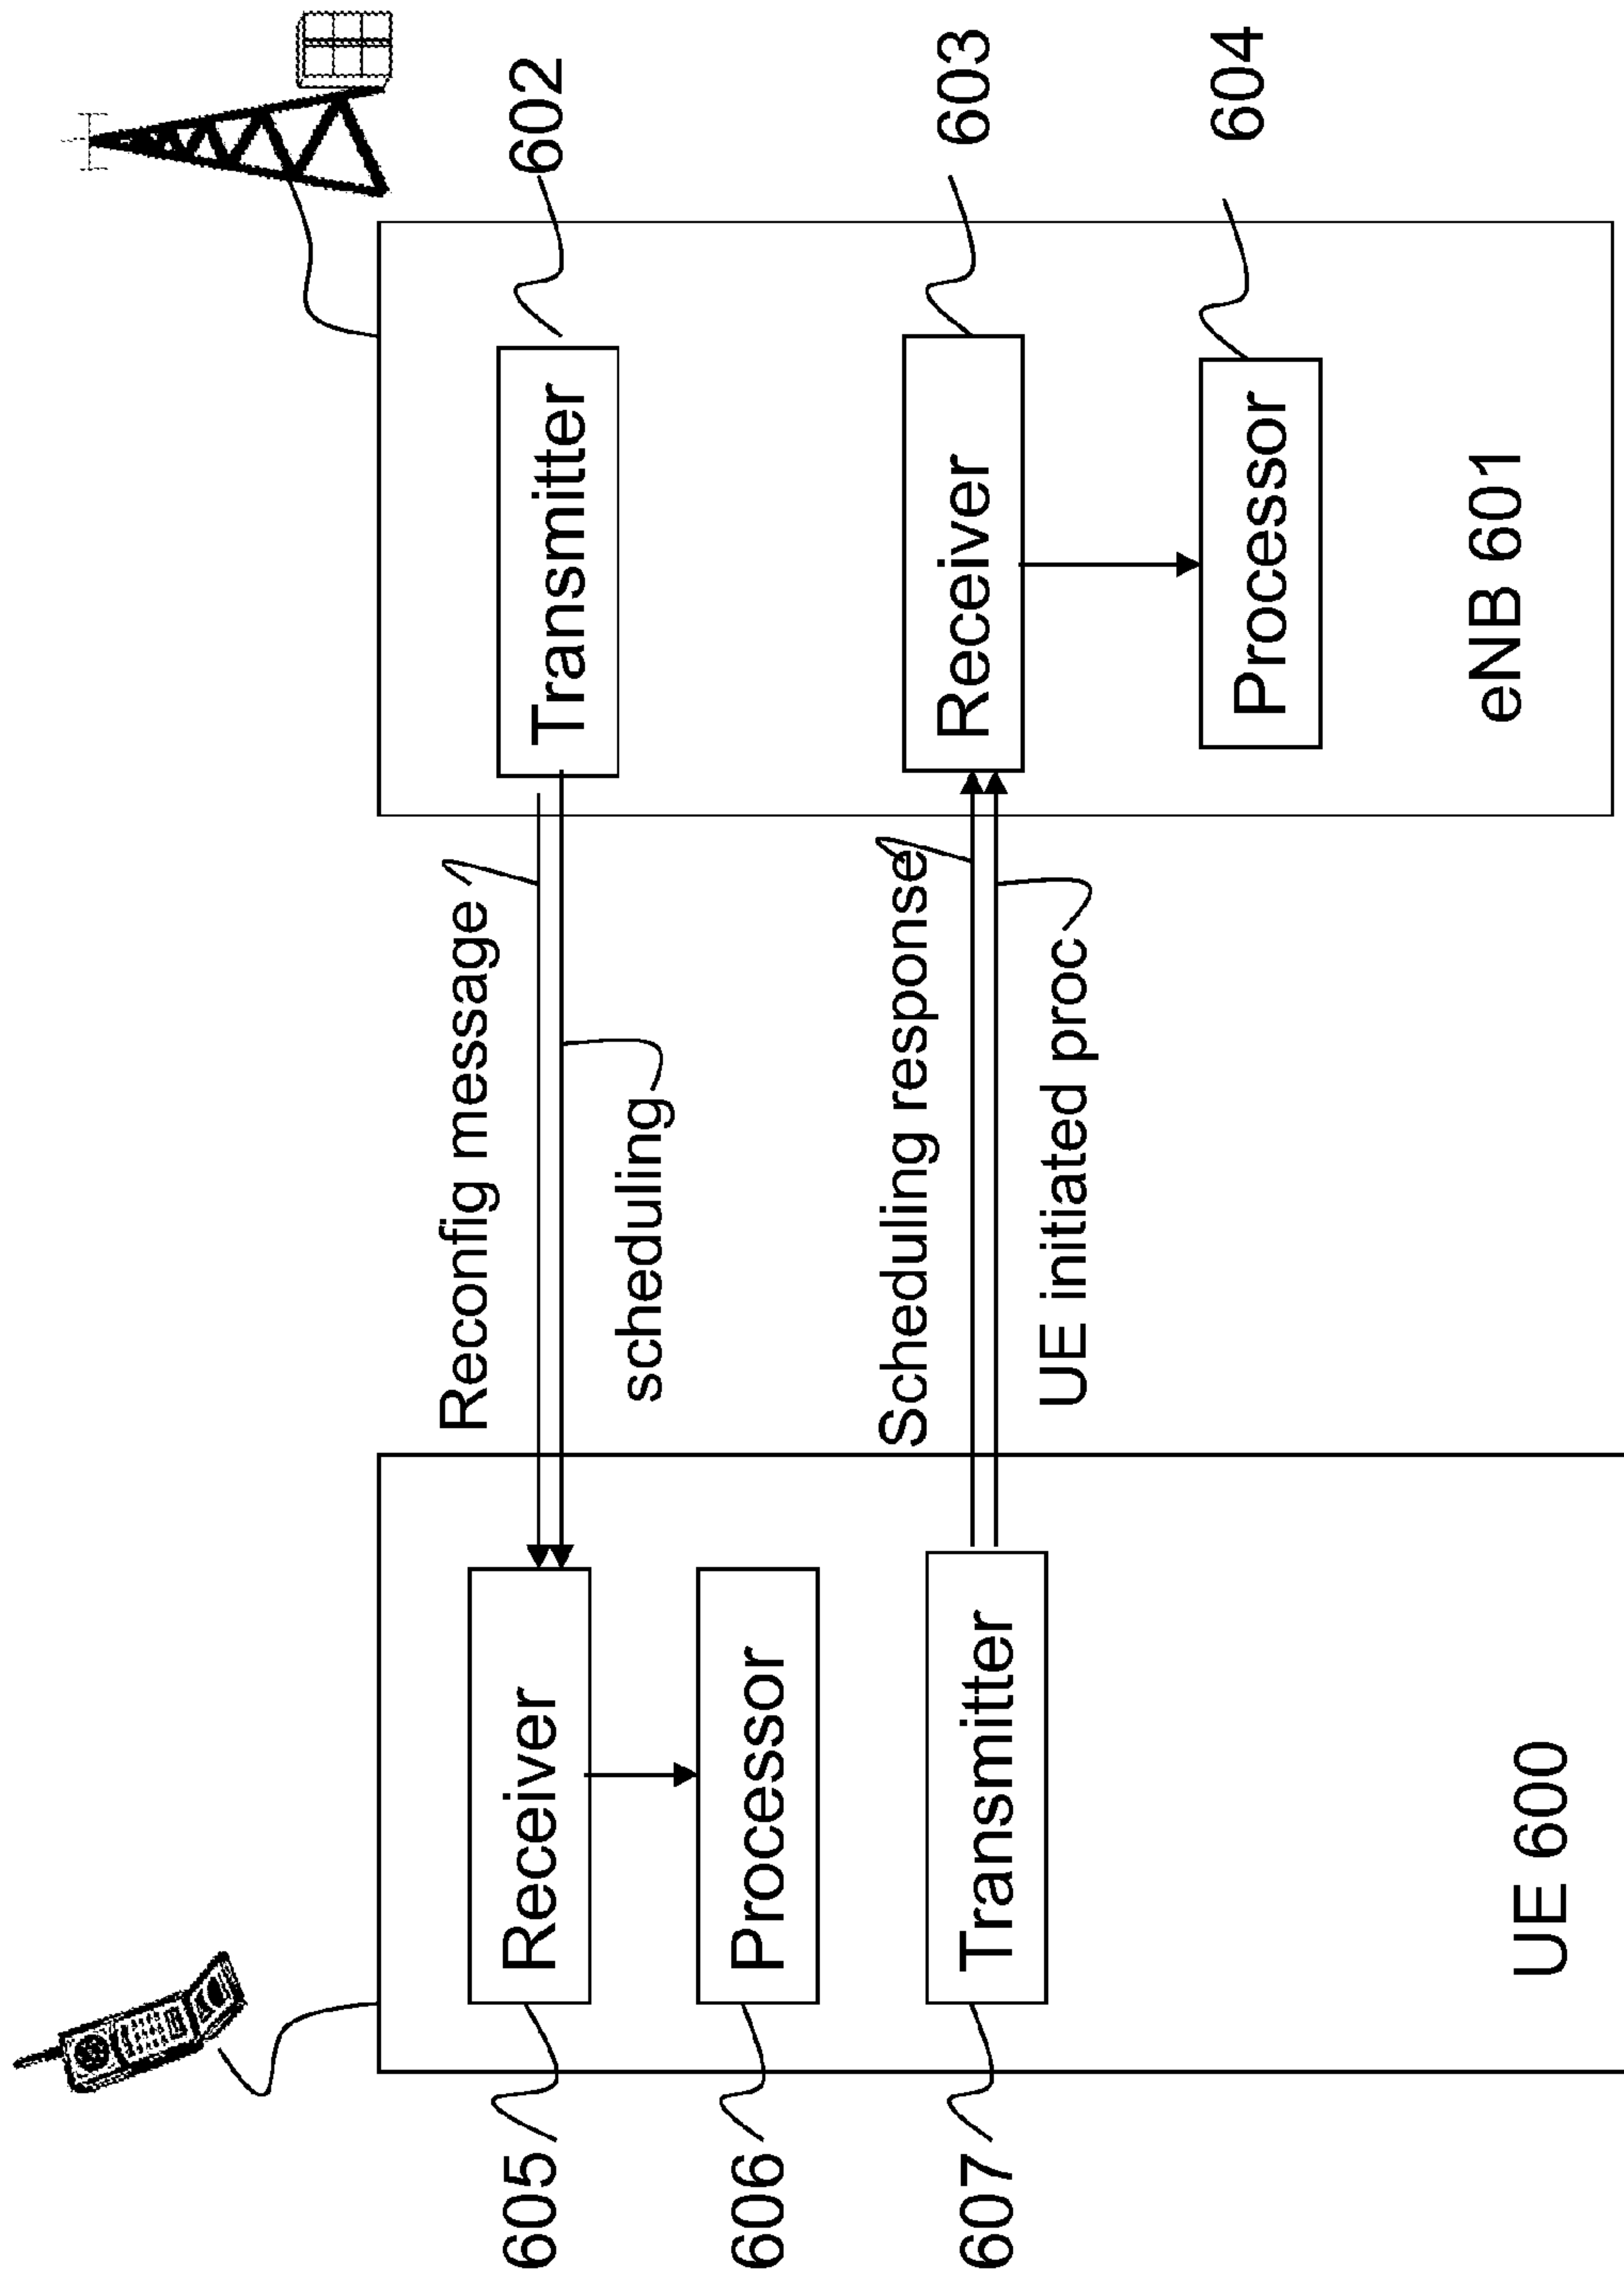 602
Reconfig message
605
Receiver
Transmitter
scheduling
606
Processor
Scheduling response
603
607
Transmitter
Receiver
UE initiated proc
604
Processor
UE 600
eNB 601